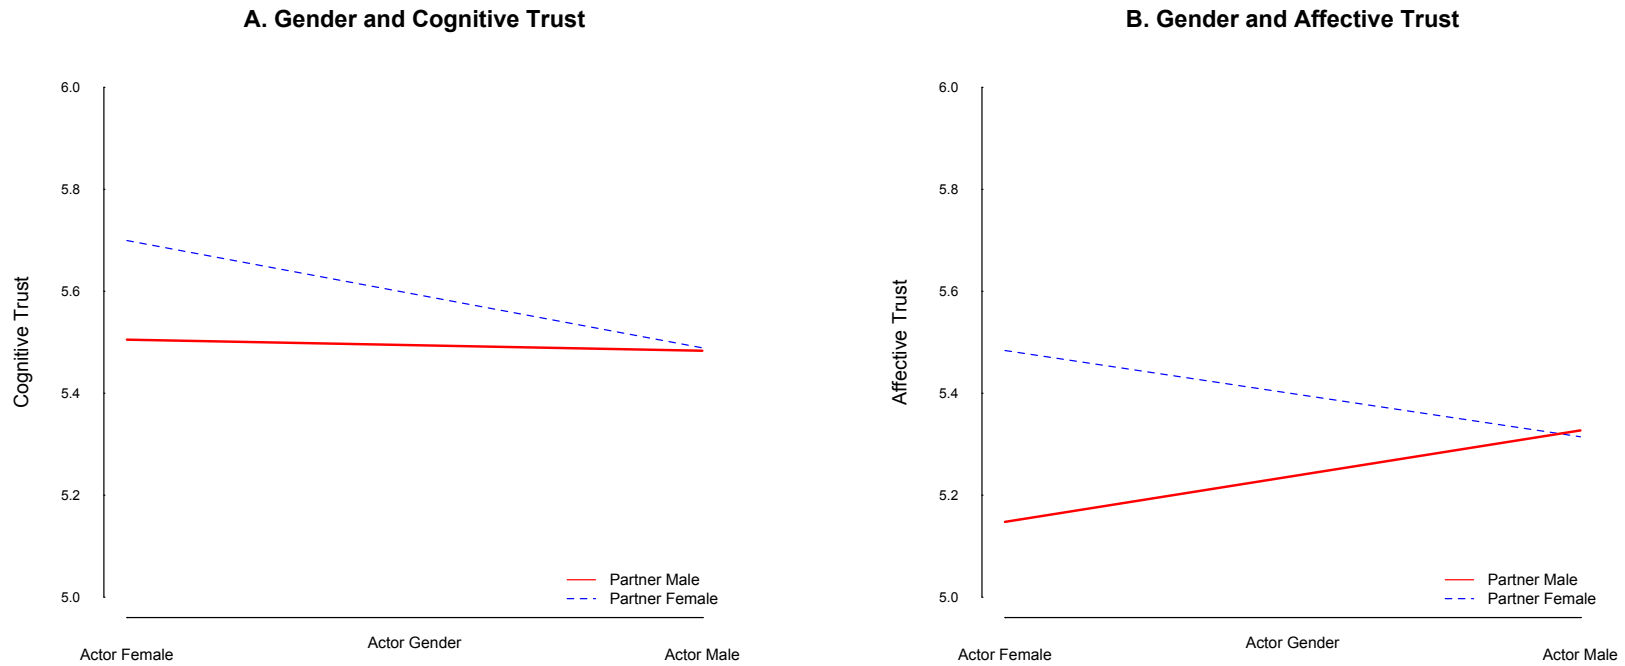 A. Gender and Cognitive Trust
6.0
5.8
5.6
5.4
5.2
5.0
Cognitive Trust
Partner Male
Partner Female
Actor Gender
Actor Female
Actor Male
B. Gender and Affective Trust
6.0
5.8
5.6
5.4
5.2
5.0
Affective Trust
Partner Male
Partner Female
Actor Gender
Actor Female
Actor Male